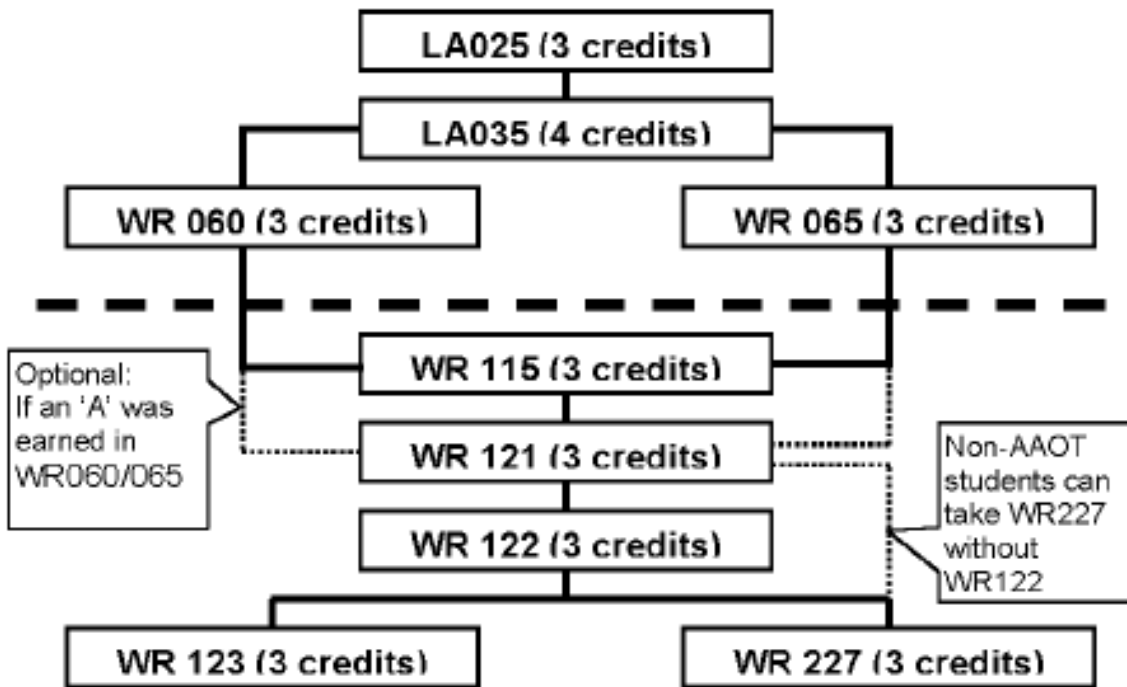 LA025 (3 credits)
LA035 (4 credits)
WR 060 (3 credits)
WR 065 (3 credits)
WR 115 (3 credits)
Optional:
If an ‘A’ was
earned in
WR060/065
WR 121 (3 credits)
Non-AAOT
students can
take WR227
without
WR122
WR 122 (3 credits)
WR 123 (3 credits)
WR 227 (3 credits)